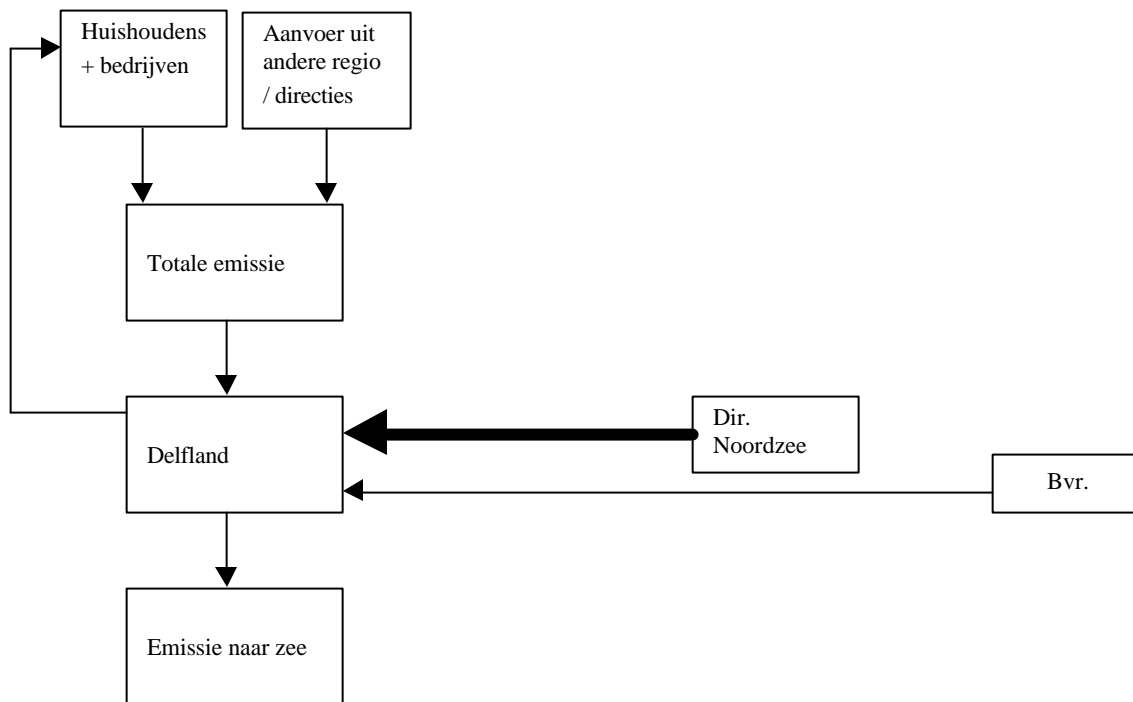 Huishoudens
+ bedrijven
Aanvoer uit
andere regio
/ directies
Totale emissie
Delfland
Dir.
Noordzee
Bvr.
Emissie naar zee